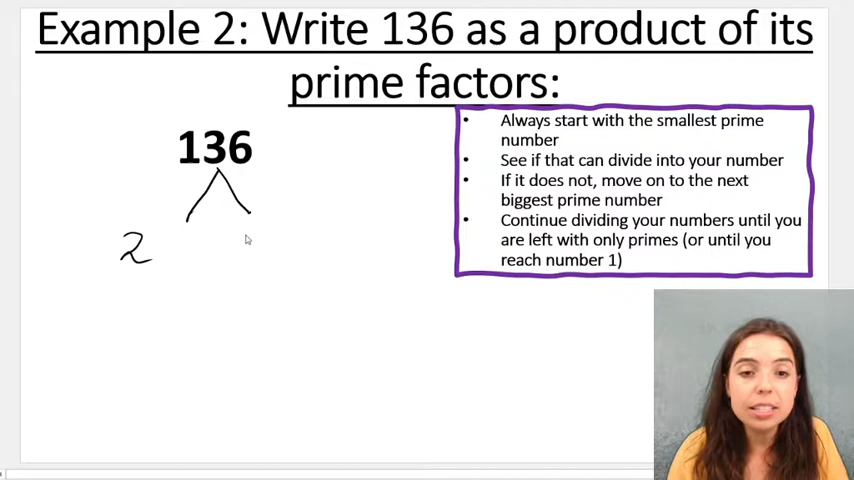 Example 2: Write 136 as a product of its
prime factors:
136
2
• Always start with the smallest prime
number
• See if that can divide into your number
• If it does not, move on to the next
biggest prime number
• Continue dividing your numbers until you
are left with only primes (or until you
reach number 1)